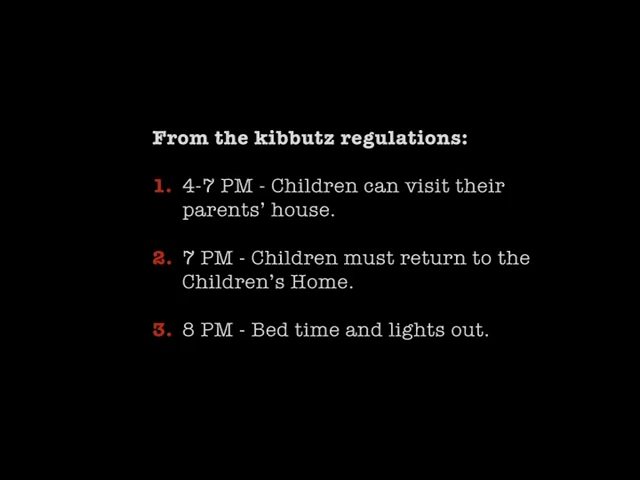 From the kibbutz regulations:
1. 4-7 PM - Children can visit their
parents’ house.
2. 7 PM - Children must return to the
Children’s Home.
3. 8 PM - Bed time and lights out.